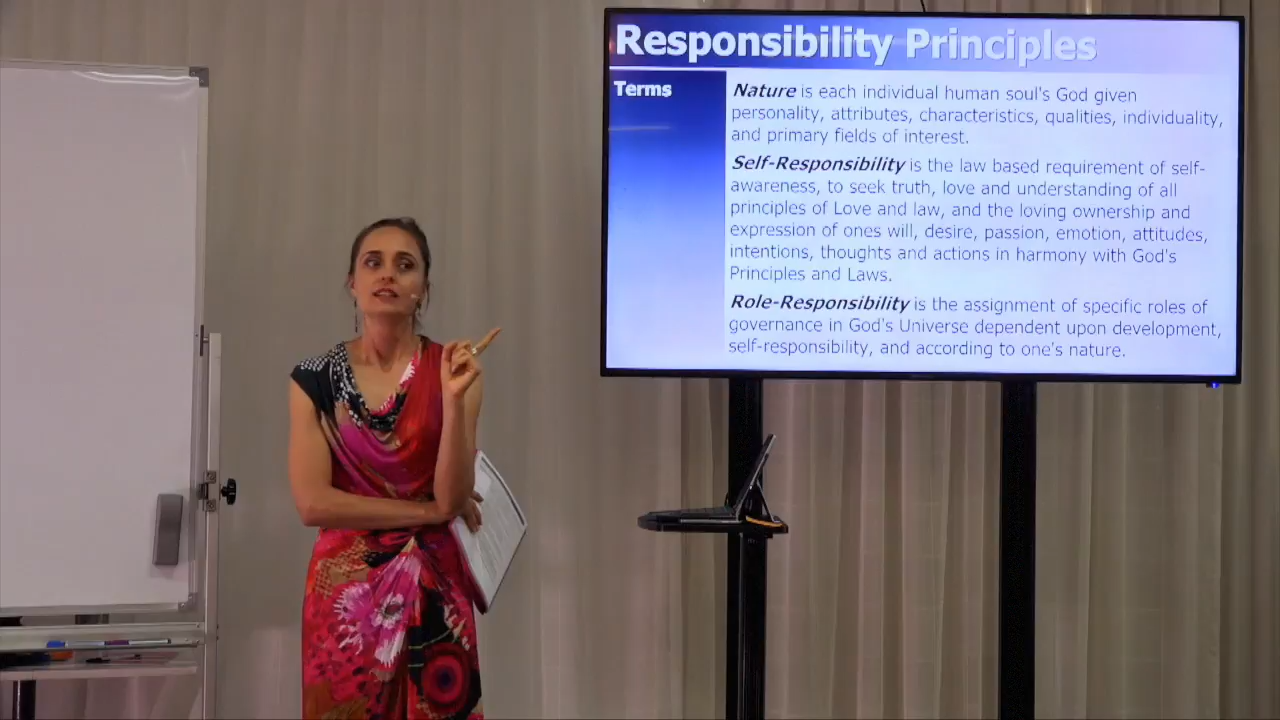 Responsibility Principles
Terms
Nature is each individual human soul's God given
personality, attributes, characteristics, qualities, individuality,
and primary fields of interest.
Self-Responsibility is the law based requirement of self-
awareness, to seek truth, love and understanding of all
principles of Love and law, and the loving ownership and
expression of ones will, desire, passion, emotion, attitudes,
intentions, thoughts and actions in harmony with God's
Principles and Laws.
Role-Responsibility is the assignment of specific roles of
governance in God's Universe dependent upon development,
self-responsibility, and according to one's nature.